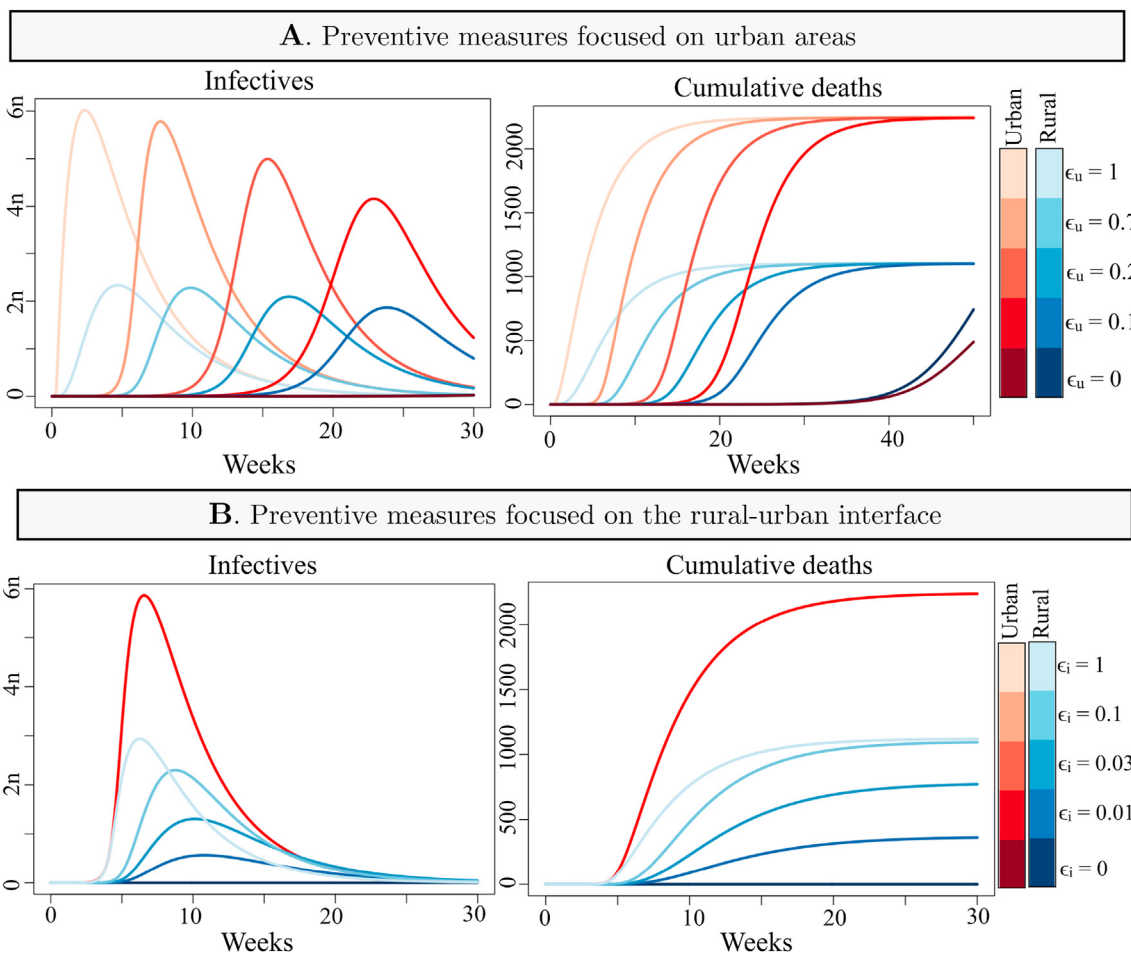 A. Preventive measures focused on urban areas
Infectives
Cumulative deaths
Urban
Rural
6n
4n
2n
0
2000
1500
1000
500
0
ϵu = 1
ϵu = 0.7
ϵu = 0.2
ϵu = 0.1
ϵu = 0
0 10 20 30
0 20 40
Weeks
Weeks
B. Preventive measures focused on the rural-urban interface
Infectives
Cumulative deaths
Urban
Rural
6n
4n
2n
0
2000
1500
1000
500
0
ϵi = 1
ϵi = 0.1
ϵi = 0.03
ϵi = 0.01
ϵi = 0
0 10 20 30
0 10 20 30
Weeks
Weeks